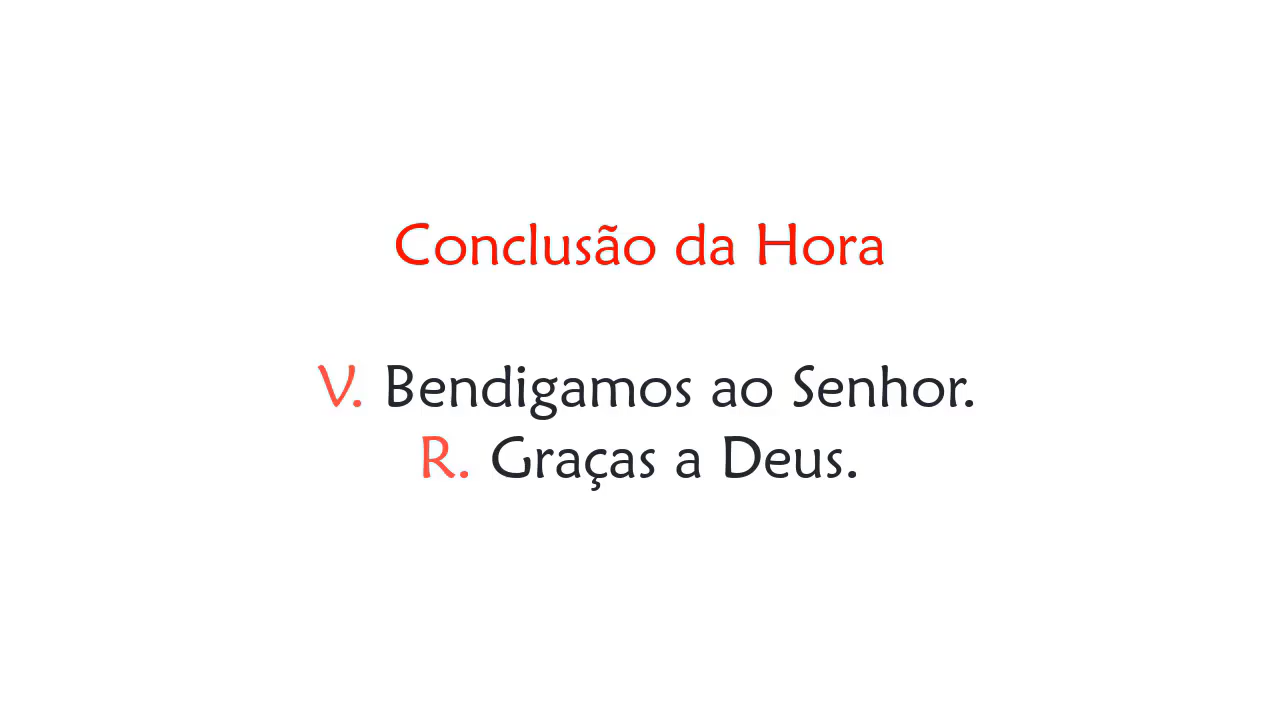 Conclusão da Hora
V. Bendigamos ao Senhor.
R. Graças a Deus.